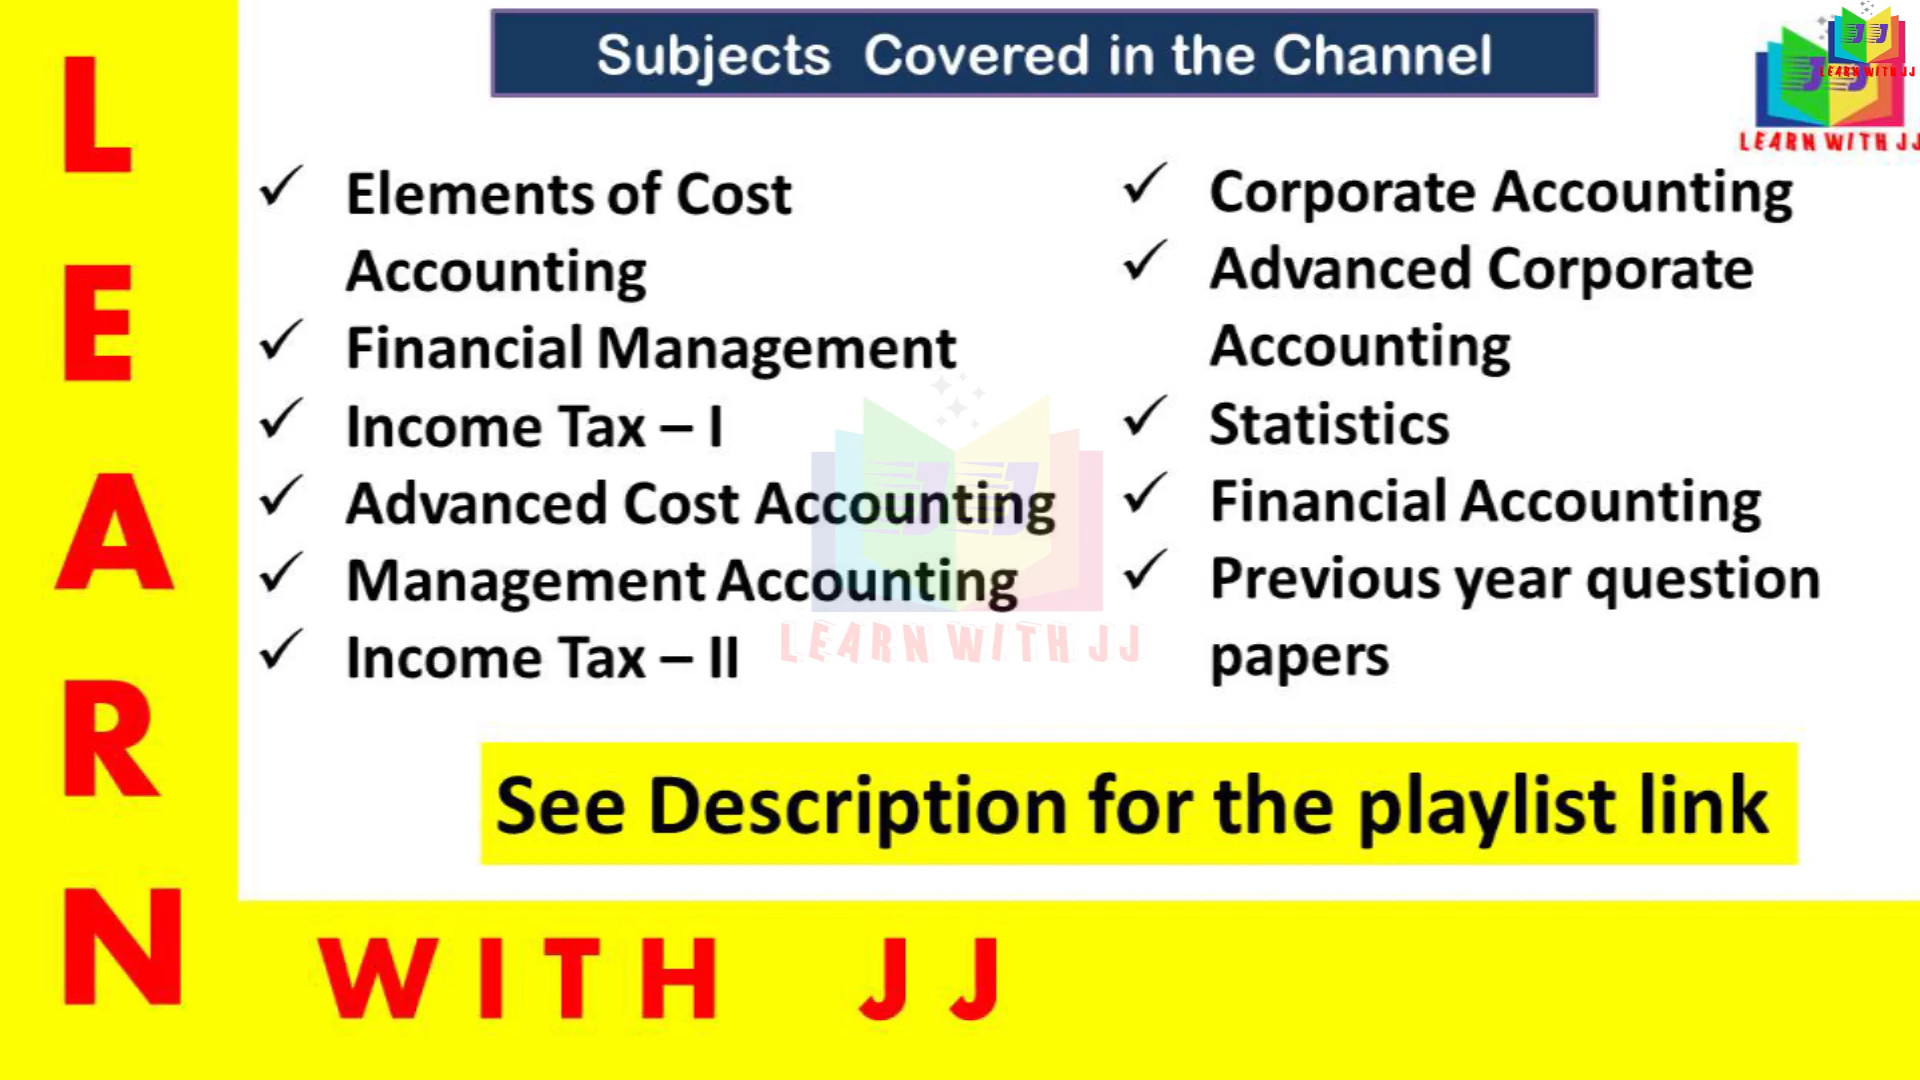 Subjects Covered in the Channel
LEARN WITH JJ
LEARN WITH JJ
Elements of Cost
Accounting
Financial Management
Income Tax – I
Advanced Cost Accounting
Management Accounting
Income Tax – II
Corporate Accounting
Advanced Corporate
Accounting
Statistics
Financial Accounting
Previous year question
papers
LEARN WITH JJ
See Description for the playlist link
L
E
A
R
N
WITH JJ